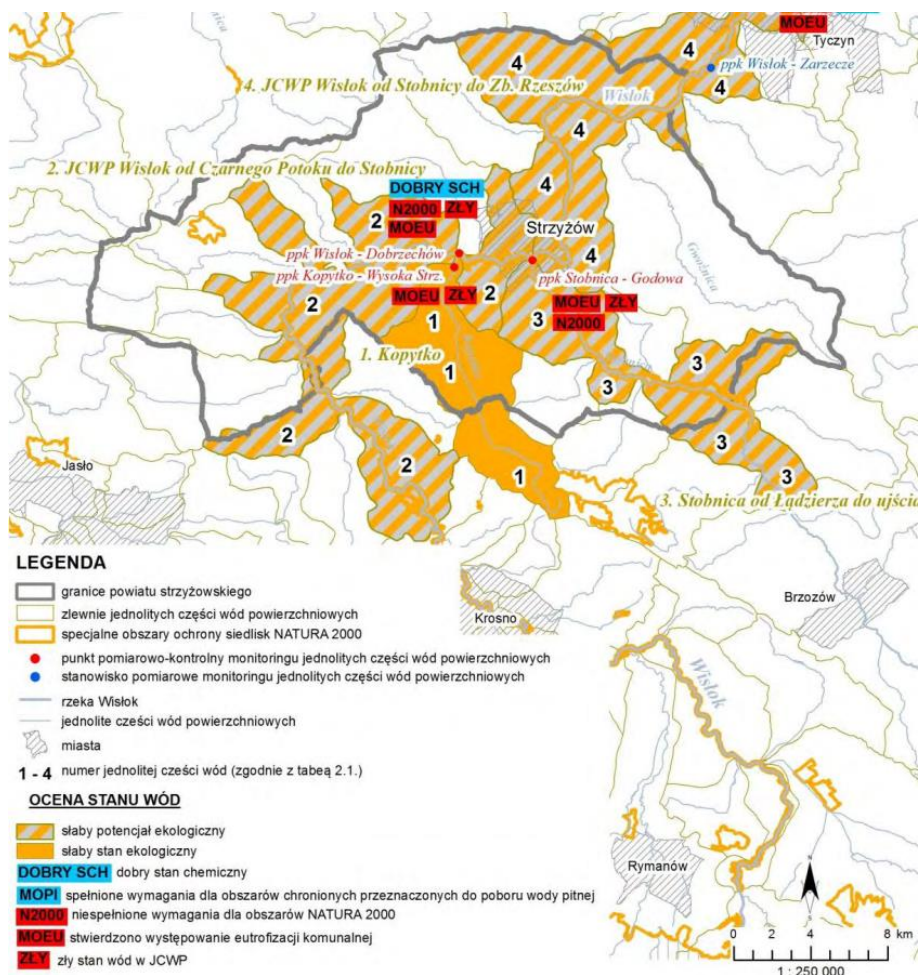 MOEU
Tyczyn
4
4
ppk Wisłok - Zarzecze
4
4
4. JCWP Wisłok od Stobnicy do Zb. Rzeszów
Wisłok
4
2. JCWP Wisłok od Czarnego Potoku do Stobnicy
DOBRY SCH
4
N2000 ZŁY
2
MOEU
Strzyżów
4
ppk Wisłok - Dobrzechów
ppk Kopytko - Wysoka Strz.
ppk Stobnica - Godowa
Gwoźnica
2
MOEU ZŁY
2
MOEU ZŁY
1
3
N2000
1. Kopytko
1
3
3
3
2
2
1
3
3
Jasło
3. Stobnica od Łądzierza do ujścia
LEGENDA
granice powiatu strzyżowskiego
zlewnie jednolitych części wód powierzchniowych
specjalne obszary ochrony siedlisk NATURA 2000
punkt pomiarowo-kontrolny monitoringu jednolitych części wód powierzchniowych
stanowisko pomiarowe monitoringu jednolitych części wód powierzchniowych
rzeka Wisłok
jednolite cześci wód powierzchniowych
miasta
1 - 4 numer jednolitej cześci wód (zgodnie z tabeą 2.1.)
OCENA STANU WÓD
słaby potencjał ekologiczny
słaby stan ekologiczny
DOBRY SCH dobry stan chemiczny
MOPI spełnione wymagania dla obszarów chronionych przeznaczonych do poboru wody pitnej
N2000 niespełnione wymagania dla obszarów NATURA 2000
MOEU stwierdzono występowanie eutrofizacji komunalnej
ZŁY zły stan wód w JCWP
Krosno
Brzozów
Wisłok
Rymanów
N
0 2 4 8 km
1 : 250 000